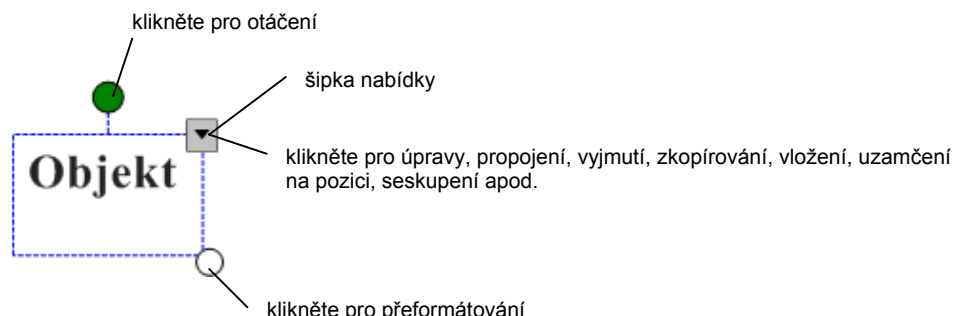 klikněte pro otáčení
šipka nabídky
klikněte pro úpravy, propojení, vyjmutí, zkopírování, vložení, uzamčení
na pozici, seskupení apod.
Objekt
klikněte pro přeformátování